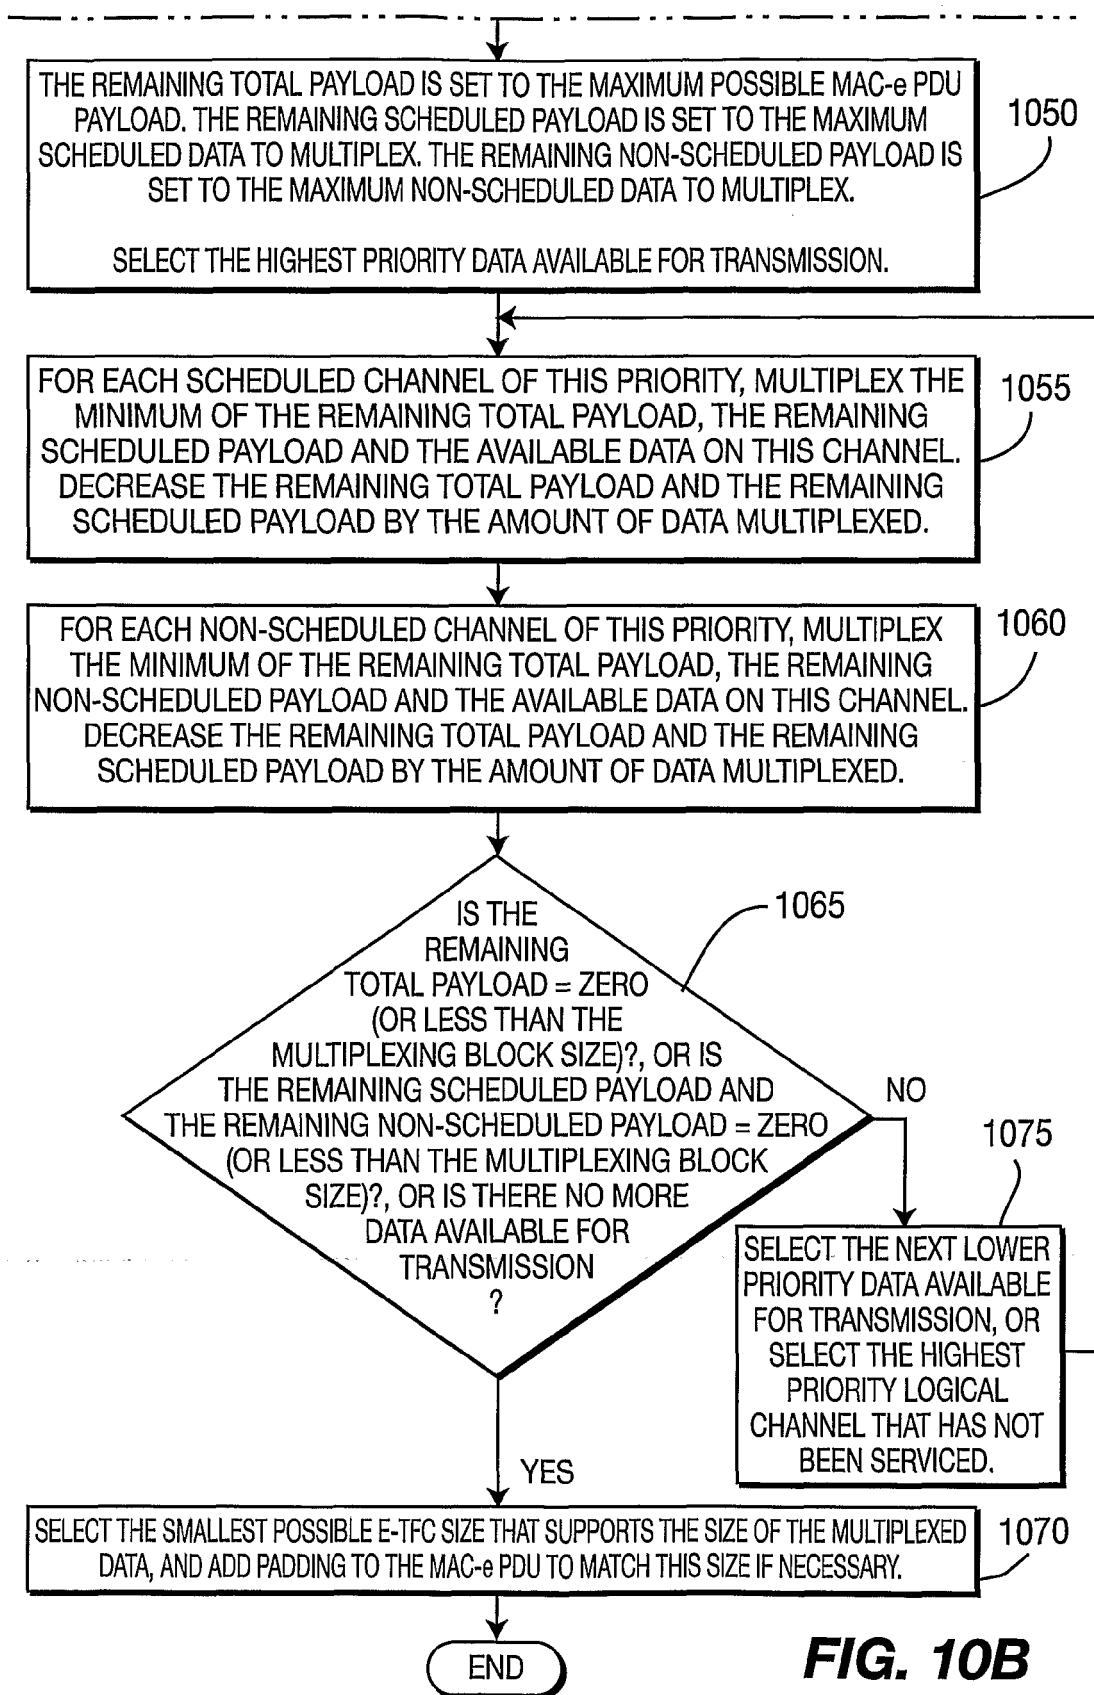 THE REMAINING TOTAL PAYLOAD IS SET TO THE MAXIMUM POSSIBLE MAC-e PDU
PAYLOAD. THE REMAINING SCHEDULED PAYLOAD IS SET TO THE MAXIMUM
SCHEDULED DATA TO MULTIPLEX. THE REMAINING NON-SCHEDULED PAYLOAD IS
SET TO THE MAXIMUM NON-SCHEDULED DATA TO MULTIPLEX.
SELECT THE HIGHEST PRIORITY DATA AVAILABLE FOR TRANSMISSION.
1050
FOR EACH SCHEDULED CHANNEL OF THIS PRIORITY, MULTIPLEX THE
MINIMUM OF THE REMAINING TOTAL PAYLOAD, THE REMAINING
SCHEDULED PAYLOAD AND THE AVAILABLE DATA ON THIS CHANNEL.
DECREASE THE REMAINING TOTAL PAYLOAD AND THE REMAINING
SCHEDULED PAYLOAD BY THE AMOUNT OF DATA MULTIPLEXED.
1055
FOR EACH NON-SCHEDULED CHANNEL OF THIS PRIORITY, MULTIPLEX
THE MINIMUM OF THE REMAINING TOTAL PAYLOAD, THE REMAINING
NON-SCHEDULED PAYLOAD AND THE AVAILABLE DATA ON THIS CHANNEL.
DECREASE THE REMAINING TOTAL PAYLOAD AND THE REMAINING
SCHEDULED PAYLOAD BY THE AMOUNT OF DATA MULTIPLEXED.
1060
IS THE
REMAINING
TOTAL PAYLOAD = ZERO
(OR LESS THAN THE
MULTIPLEXING BLOCK SIZE)?, OR IS
THE REMAINING SCHEDULED PAYLOAD AND
THE REMAINING NON-SCHEDULED PAYLOAD = ZERO
(OR LESS THAN THE MULTIPLEXING BLOCK
SIZE)?, OR IS THERE NO MORE
DATA AVAILABLE FOR
TRANSMISSION
?
1065
NO
1075
SELECT THE NEXT LOWER
PRIORITY DATA AVAILABLE
FOR TRANSMISSION, OR
SELECT THE HIGHEST
PRIORITY LOGICAL
CHANNEL THAT HAS NOT
BEEN SERVICED.
YES
SELECT THE SMALLEST POSSIBLE E-TFC SIZE THAT SUPPORTS THE SIZE OF THE MULTIPLEXED
DATA, AND ADD PADDING TO THE MAC-e PDU TO MATCH THIS SIZE IF NECESSARY.
1070
END
FIG. 10B